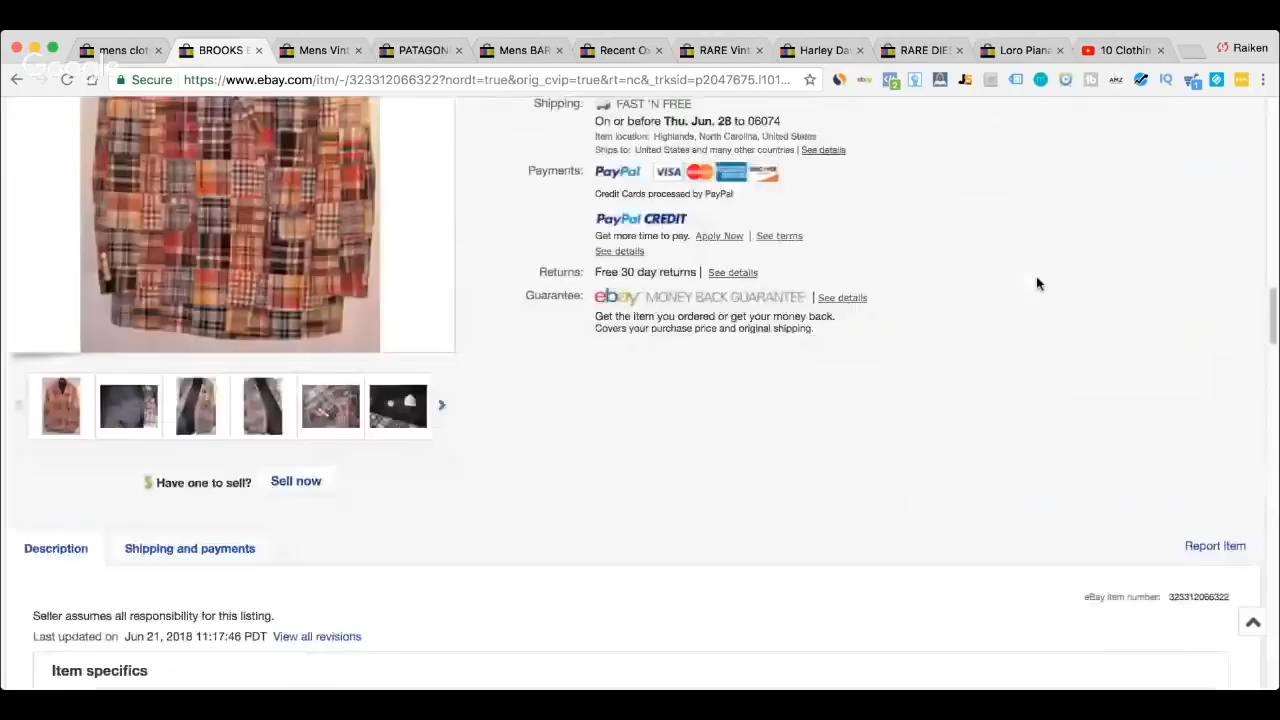 mens clot
BROOKS E
Mens Vint
PATAGON
Mens BAR
Recent O
RARE Vint
Harley Da
RARE DIE
Loro Piana
10 Clothin
Raiken
Google
Secure
https://www.ebay.com/itm/-/323312066322?nordt=true&orig_cvip=true&rt=nc&_trksid=p2047675.l101...
Shipping: FAST 'N FREE
On or before Thu. Jun. 28 to 06074
Item location: Highlands, North Carolina, United States
Ships to: United States and many other countries | See details
Payments: PayPal VISA
Credit Cards processed by PayPal
PayPal CREDIT
Get more time to pay. Apply Now | See terms
See details
Returns: Free 30 day returns | See details
Guarantee: ebay MONEY BACK GUARANTEE | See details
Get the item you ordered or get your money back.
Covers your purchase price and original shipping.
Have one to sell? Sell now
Description
Shipping and payments
Report item
eBay item number: 323312066322
Seller assumes all responsibility for this listing.
Last updated on Jun 21, 2018 11:17:46 PDT View all revisions
Item specifics